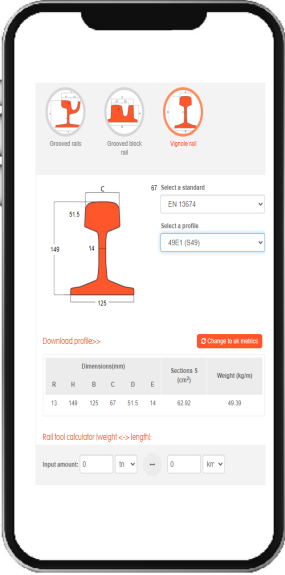 Grooved rails
Grooved block
rail
Vignole rail
C
67
51.5
149
14
125
Select a standard
EN 13674
Select a profile
49E1 (S49)
Download profile>>
Change to uk metrics
Dimensions(mm)
Sections S
(cm²)
Weight (kg/m)
R H B C D E
13 149 125 67 51.5 14 62.92 49.39
Rail tool calculator (weight <-> length):
Input amount: 0 tn ↔ 0 km